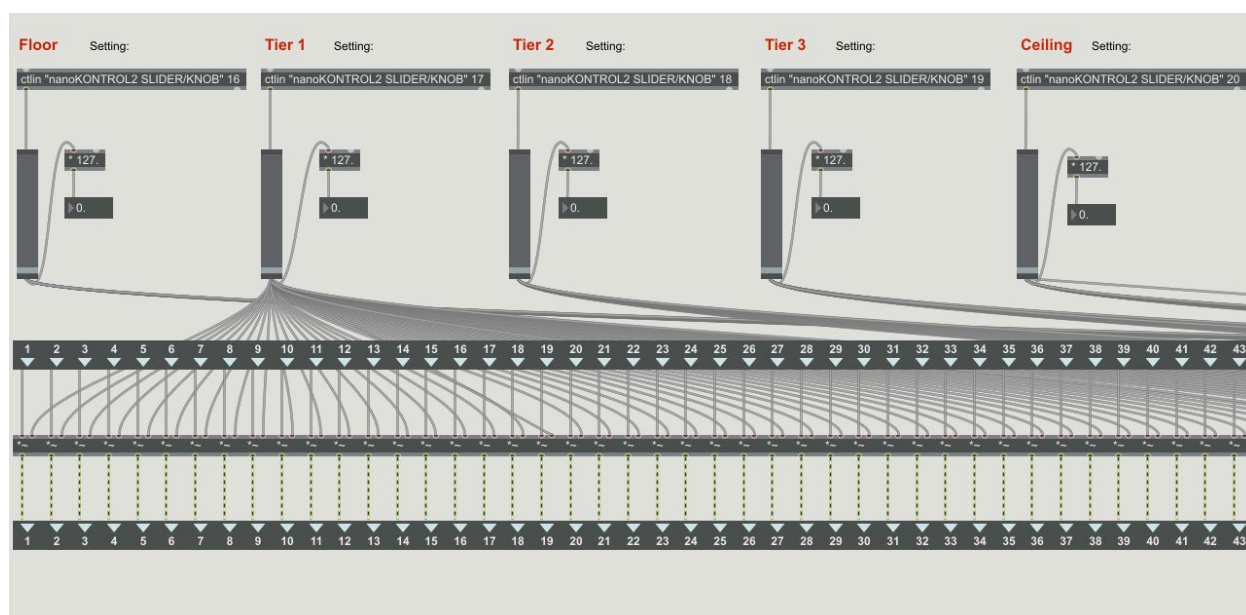 Floor Setting: Tier 1 Setting: Tier 2 Setting: Tier 3 Setting: Ceiling Setting:
ctlin "nanoKONTROL2 SLIDER/KNOB" 16 ctlin "nanoKONTROL2 SLIDER/KNOB" 17 ctlin "nanoKONTROL2 SLIDER/KNOB" 18 ctlin "nanoKONTROL2 SLIDER/KNOB" 19 ctlin "nanoKONTROL2 SLIDER/KNOB" 20
* 127. * 127. * 127. * 127. * 127.
0. 0. 0. 0. 0.
1 2 3 4 5 6 7 8 9 10 11 12 13 14 15 16 17 18 19 20 21 22 23 24 25 26 27 28 29 30 31 32 33 34 35 36 37 38 39 40 41 42 43
*~ *~ *~ *~ *~ *~ *~ *~ *~ *~ *~ *~ *~ *~ *~ *~ *~ *~ *~ *~ *~ *~ *~ *~ *~ *~ *~ *~ *~ *~ *~ *~ *~ *~ *~ *~ *~ *~ *~ *~ *~ *~ *~
1 2 3 4 5 6 7 8 9 10 11 12 13 14 15 16 17 18 19 20 21 22 23 24 25 26 27 28 29 30 31 32 33 34 35 36 37 38 39 40 41 42 43